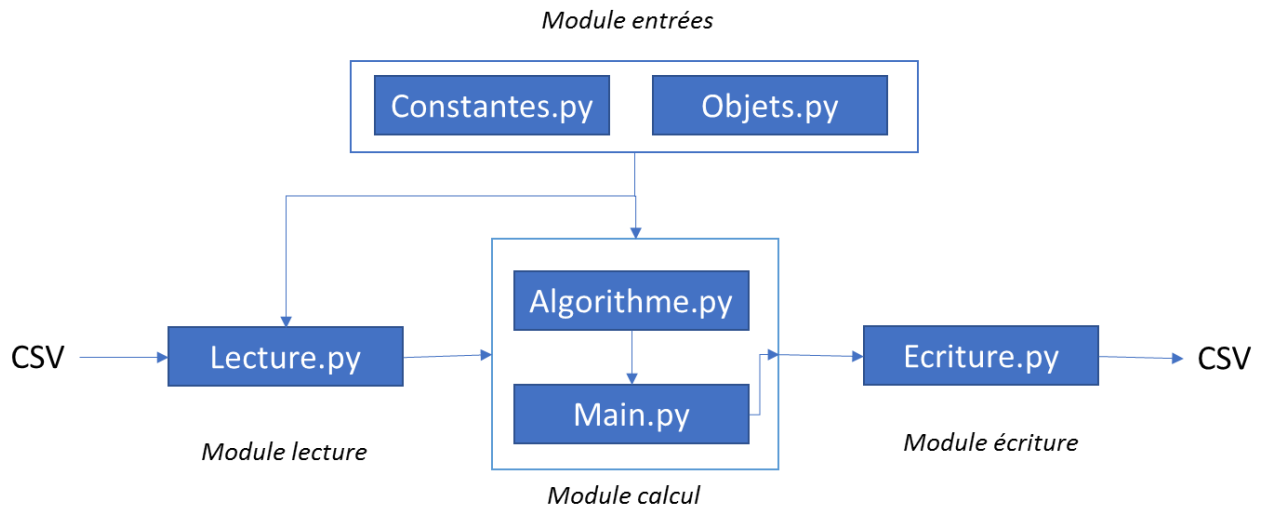 Module entrées
Constantes.py
Objets.py
Algorithme.py
CSV
Lecture.py
Ecriture.py
CSV
Main.py
Module lecture
Module écriture
Module calcul